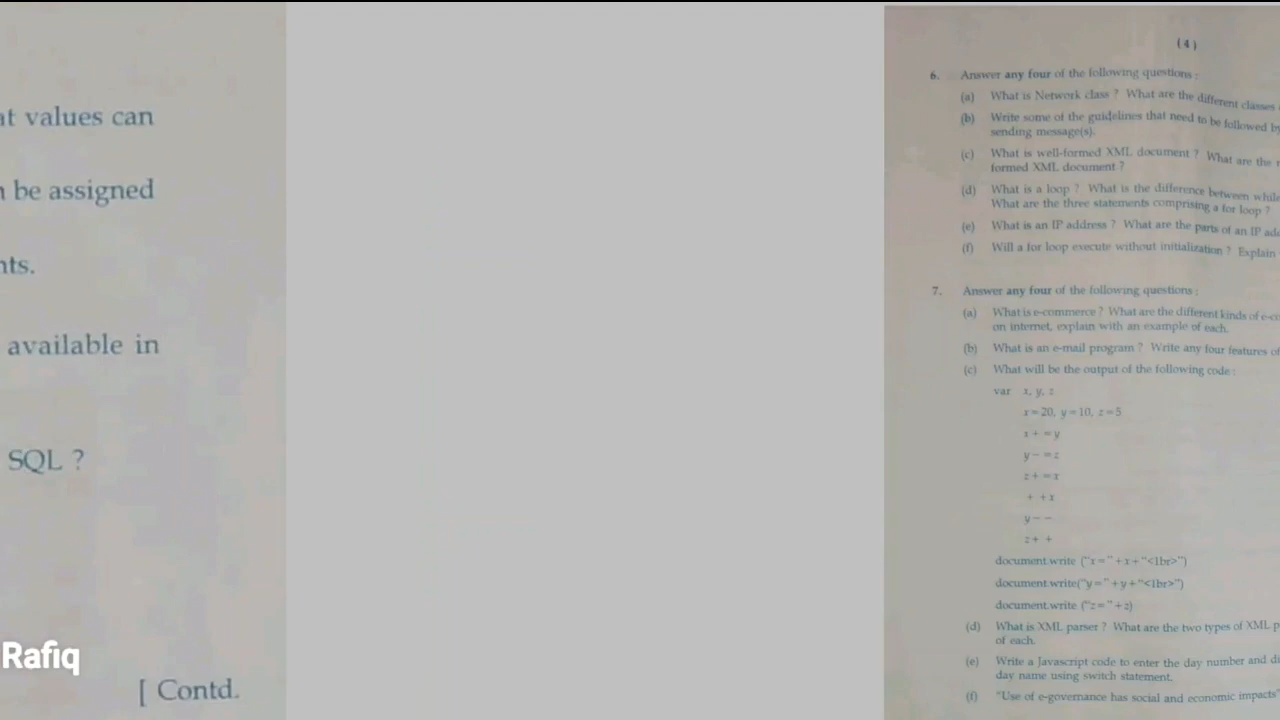 at values can
be assigned
nts.
available in
SQL ?
Rafiq
[ Contd.
(4)
6. Answer any four of the following questions :
(a) What is Network class ? What are the different classes
(b) Write some of the guidelines that need to be followed by
sending message(s).
(c) What is well-formed XML document ? What are the
formed XML document ?
(d) What is a loop ? What is the difference between while
What are the three statements comprising a for loop ?
(e) What is an IP address ? What are the parts of an IP add
(f) Will a for loop execute without initialization ? Explain
7. Answer any four of the following questions :
(a) What is e-commerce ? What are the different kinds of e-co
on internet, explain with an example of each.
(b) What is an e-mail program ? Write any four features of
(c) What will be the output of the following code :
var x, y, z
x=20, y=10, z=5
x+ =y
y- =z
z+ =x
+ +x
y- -
z+ +
document.write ("x=" +x+"<1br>")
document.write("y=" +y+"<1br>")
document.write ("z=" +z)
(d) What is XML parser ? What are the two types of XML p
of each.
(e) Write a Javascript code to enter the day number and di
day name using switch statement.
(f) "Use of e-governance has social and economic impacts"